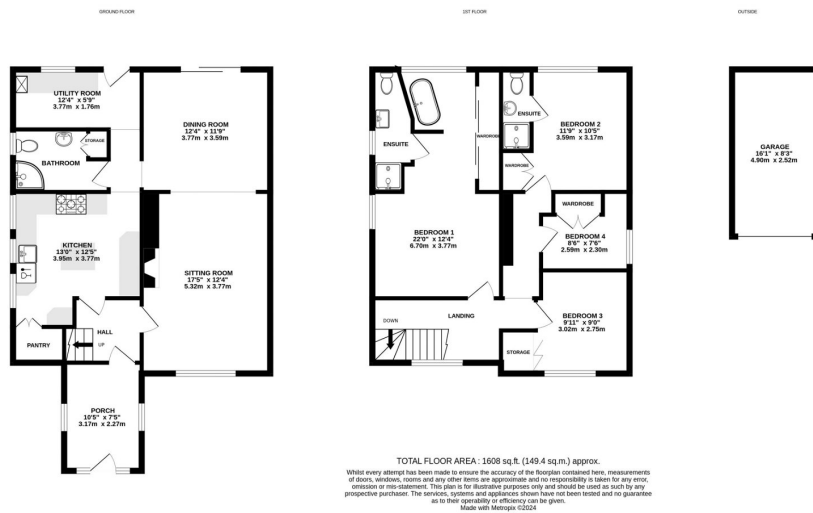 GROUND FLOOR
UTILITY ROOM
12'4" x 5'9"
3.77m x 1.76m
DINING ROOM
12'4" x 11'9"
3.77m x 3.59m
STORAGE
BATHROOM
KITCHEN
13'0" x 12'5"
3.95m x 3.77m
SITTING ROOM
17'5" x 12'4"
5.32m x 3.77m
HALL
UP
PANTRY
PORCH
10'5" x 7'5"
3.17m x 2.27m
1ST FLOOR
ENSUITE
WARDROBE
ENSUITE
BEDROOM 2
11'9" x 10'5"
3.59m x 3.17m
WARDROBE
WARDROBE
BEDROOM 1
22'0" x 12'4"
6.70m x 3.77m
BEDROOM 4
8'6" x 7'6"
2.59m x 2.30m
LANDING
DOWN
BEDROOM 3
9'11" x 9'0"
3.02m x 2.75m
STORAGE
OUTSIDE
GARAGE
16'1" x 8'3"
4.90m x 2.52m
TOTAL FLOOR AREA : 1608 sq.ft. (149.4 sq.m.) approx.
Whilst every attempt has been made to ensure the accuracy of the floorplan contained here, measurements
of doors, windows, rooms and any other items are approximate and no responsibility is taken for any error,
omission or mis-statement. This plan is for illustrative purposes only and should be used as such by any
prospective purchaser. The services, systems and appliances shown have not been tested and no guarantee
as to their operability or efficiency can be given.
Made with Metropix ©2024